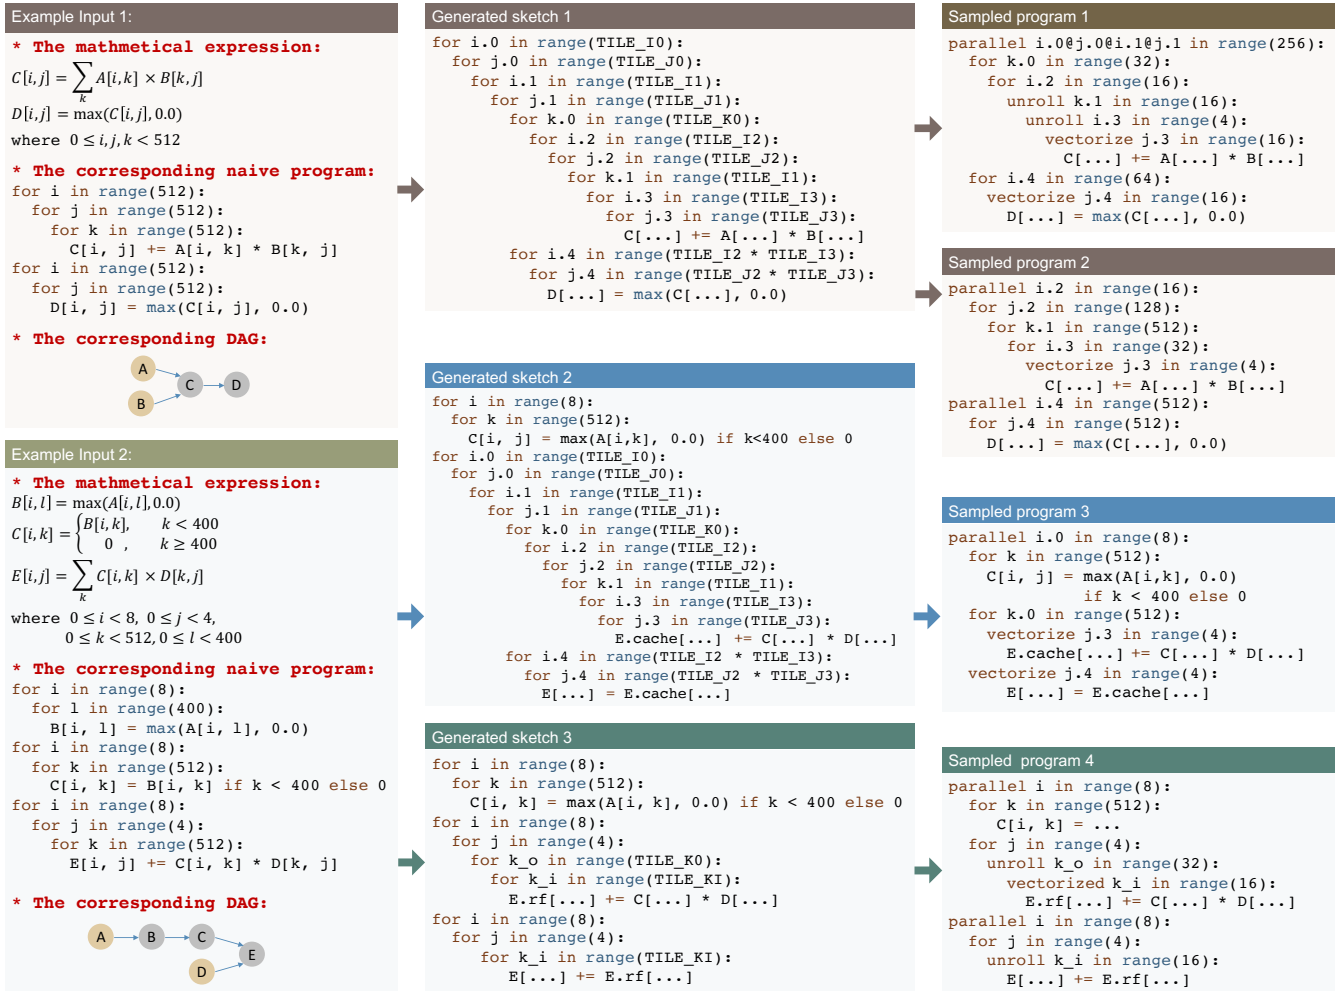 Example Input 1:
* The mathmetical expression:
C[i,j] = ∑ A[i,k] × B[k,j]
k
D[i,j] = max(C[i,j], 0.0)
where 0 ≤ i,j,k < 512
* The corresponding naive program:
for i in range(512):
  for j in range(512):
    for k in range(512):
      C[i, j] += A[i, k] * B[k, j]
for i in range(512):
  for j in range(512):
    D[i, j] = max(C[i, j], 0.0)
* The corresponding DAG:
A
B
C
D
Example Input 2:
* The mathmetical expression:
B[i,l] = max(A[i,l],0.0)
C[i,k] = { B[i,k], k < 400
0 , k ≥ 400
E[i,j] = ∑ C[i,k] × D[k,j]
k
where 0 ≤ i < 8, 0 ≤ j < 4,
0 ≤ k < 512, 0 ≤ l < 400
* The corresponding naive program:
for i in range(8):
  for l in range(400):
    B[i, l] = max(A[i, l], 0.0)
for i in range(8):
  for k in range(512):
    C[i, k] = B[i, k] if k < 400 else 0
for i in range(8):
  for j in range(4):
    for k in range(512):
      E[i, j] += C[i, k] * D[k, j]
* The corresponding DAG:
A
B
C
D
E
Generated sketch 1
for i.0 in range(TILE_I0):
  for j.0 in range(TILE_J0):
    for i.1 in range(TILE_I1):
      for j.1 in range(TILE_J1):
        for k.0 in range(TILE_K0):
          for i.2 in range(TILE_I2):
            for j.2 in range(TILE_J2):
              for k.1 in range(TILE_I1):
                for i.3 in range(TILE_I3):
                  for j.3 in range(TILE_J3):
                    C[...] += A[...] * B[...]
        for i.4 in range(TILE_I2 * TILE_I3):
          for j.4 in range(TILE_J2 * TILE_J3):
            D[...] = max(C[...], 0.0)
Generated sketch 2
for i in range(8):
  for k in range(512):
    C[i, j] = max(A[i,k], 0.0) if k<400 else 0
for i.0 in range(TILE_I0):
  for j.0 in range(TILE_J0):
    for i.1 in range(TILE_I1):
      for j.1 in range(TILE_J1):
        for k.0 in range(TILE_K0):
          for i.2 in range(TILE_I2):
            for j.2 in range(TILE_J2):
              for k.1 in range(TILE_I1):
                for i.3 in range(TILE_I3):
                  for j.3 in range(TILE_J3):
                    E.cache[...] += C[...] * D[...]
        for i.4 in range(TILE_I2 * TILE_I3):
          for j.4 in range(TILE_J2 * TILE_J3):
            E[...] = E.cache[...]
Generated sketch 3
for i in range(8):
  for k in range(512):
    C[i, k] = max(A[i, k], 0.0) if k < 400 else 0
for i in range(8):
  for j in range(4):
    for k_o in range(TILE_K0):
      for k_i in range(TILE_KI):
        E.rf[...] += C[...] * D[...]
for i in range(8):
  for j in range(4):
    for k_i in range(TILE_KI):
      E[...] += E.rf[...]
Sampled program 1
parallel i.0@j.0@i.1@j.1 in range(256):
  for k.0 in range(32):
    for i.2 in range(16):
      unroll k.1 in range(16):
        unroll i.3 in range(4):
          vectorize j.3 in range(16):
            C[...] += A[...] * B[...]
  for i.4 in range(64):
    vectorize j.4 in range(16):
      D[...] = max(C[...], 0.0)
Sampled program 2
parallel i.2 in range(16):
  for j.2 in range(128):
    for k.1 in range(512):
      for i.3 in range(32):
        vectorize j.3 in range(4):
          C[...] += A[...] * B[...]
parallel i.4 in range(512):
  for j.4 in range(512):
    D[...] = max(C[...], 0.0)
Sampled program 3
parallel i.0 in range(8):
  for k in range(512):
    C[i, j] = max(A[i,k], 0.0)
              if k < 400 else 0
  for k.0 in range(512):
    vectorize j.3 in range(4):
      E.cache[...] += C[...] * D[...]
  vectorize j.4 in range(4):
    E[...] = E.cache[...]
Sampled program 4
parallel i in range(8):
  for k in range(512):
    C[i, k] = ...
  for j in range(4):
    unroll k_o in range(32):
      vectorized k_i in range(16):
        E.rf[...] += C[...] * D[...]
parallel i in range(8):
  for j in range(4):
    unroll k_i in range(16):
      E[...] += E.rf[...]